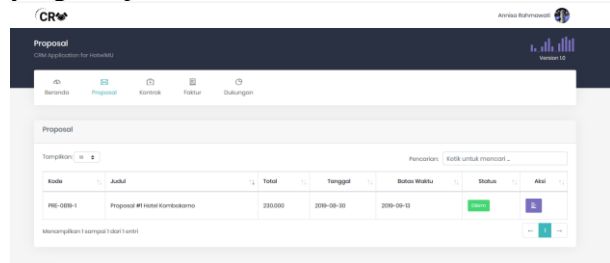 CR
Annisa Rahmawati
Proposal
CRM Application for HotelMU
Version 1.0
Beranda Proposal Kontrak Faktur Dukungan
Proposal
Tampilkan: 10
Pencarian: Ketik untuk mencari ...
Kode Judul Total Tanggal Batas Waktu Status Aksi
PRE-0819-1 Proposal #1 Hotel Kombokarno 230,000 2019-08-30 2019-09-13
Menampilkan 1 sampai 1 dari 1 entri
← 1 →